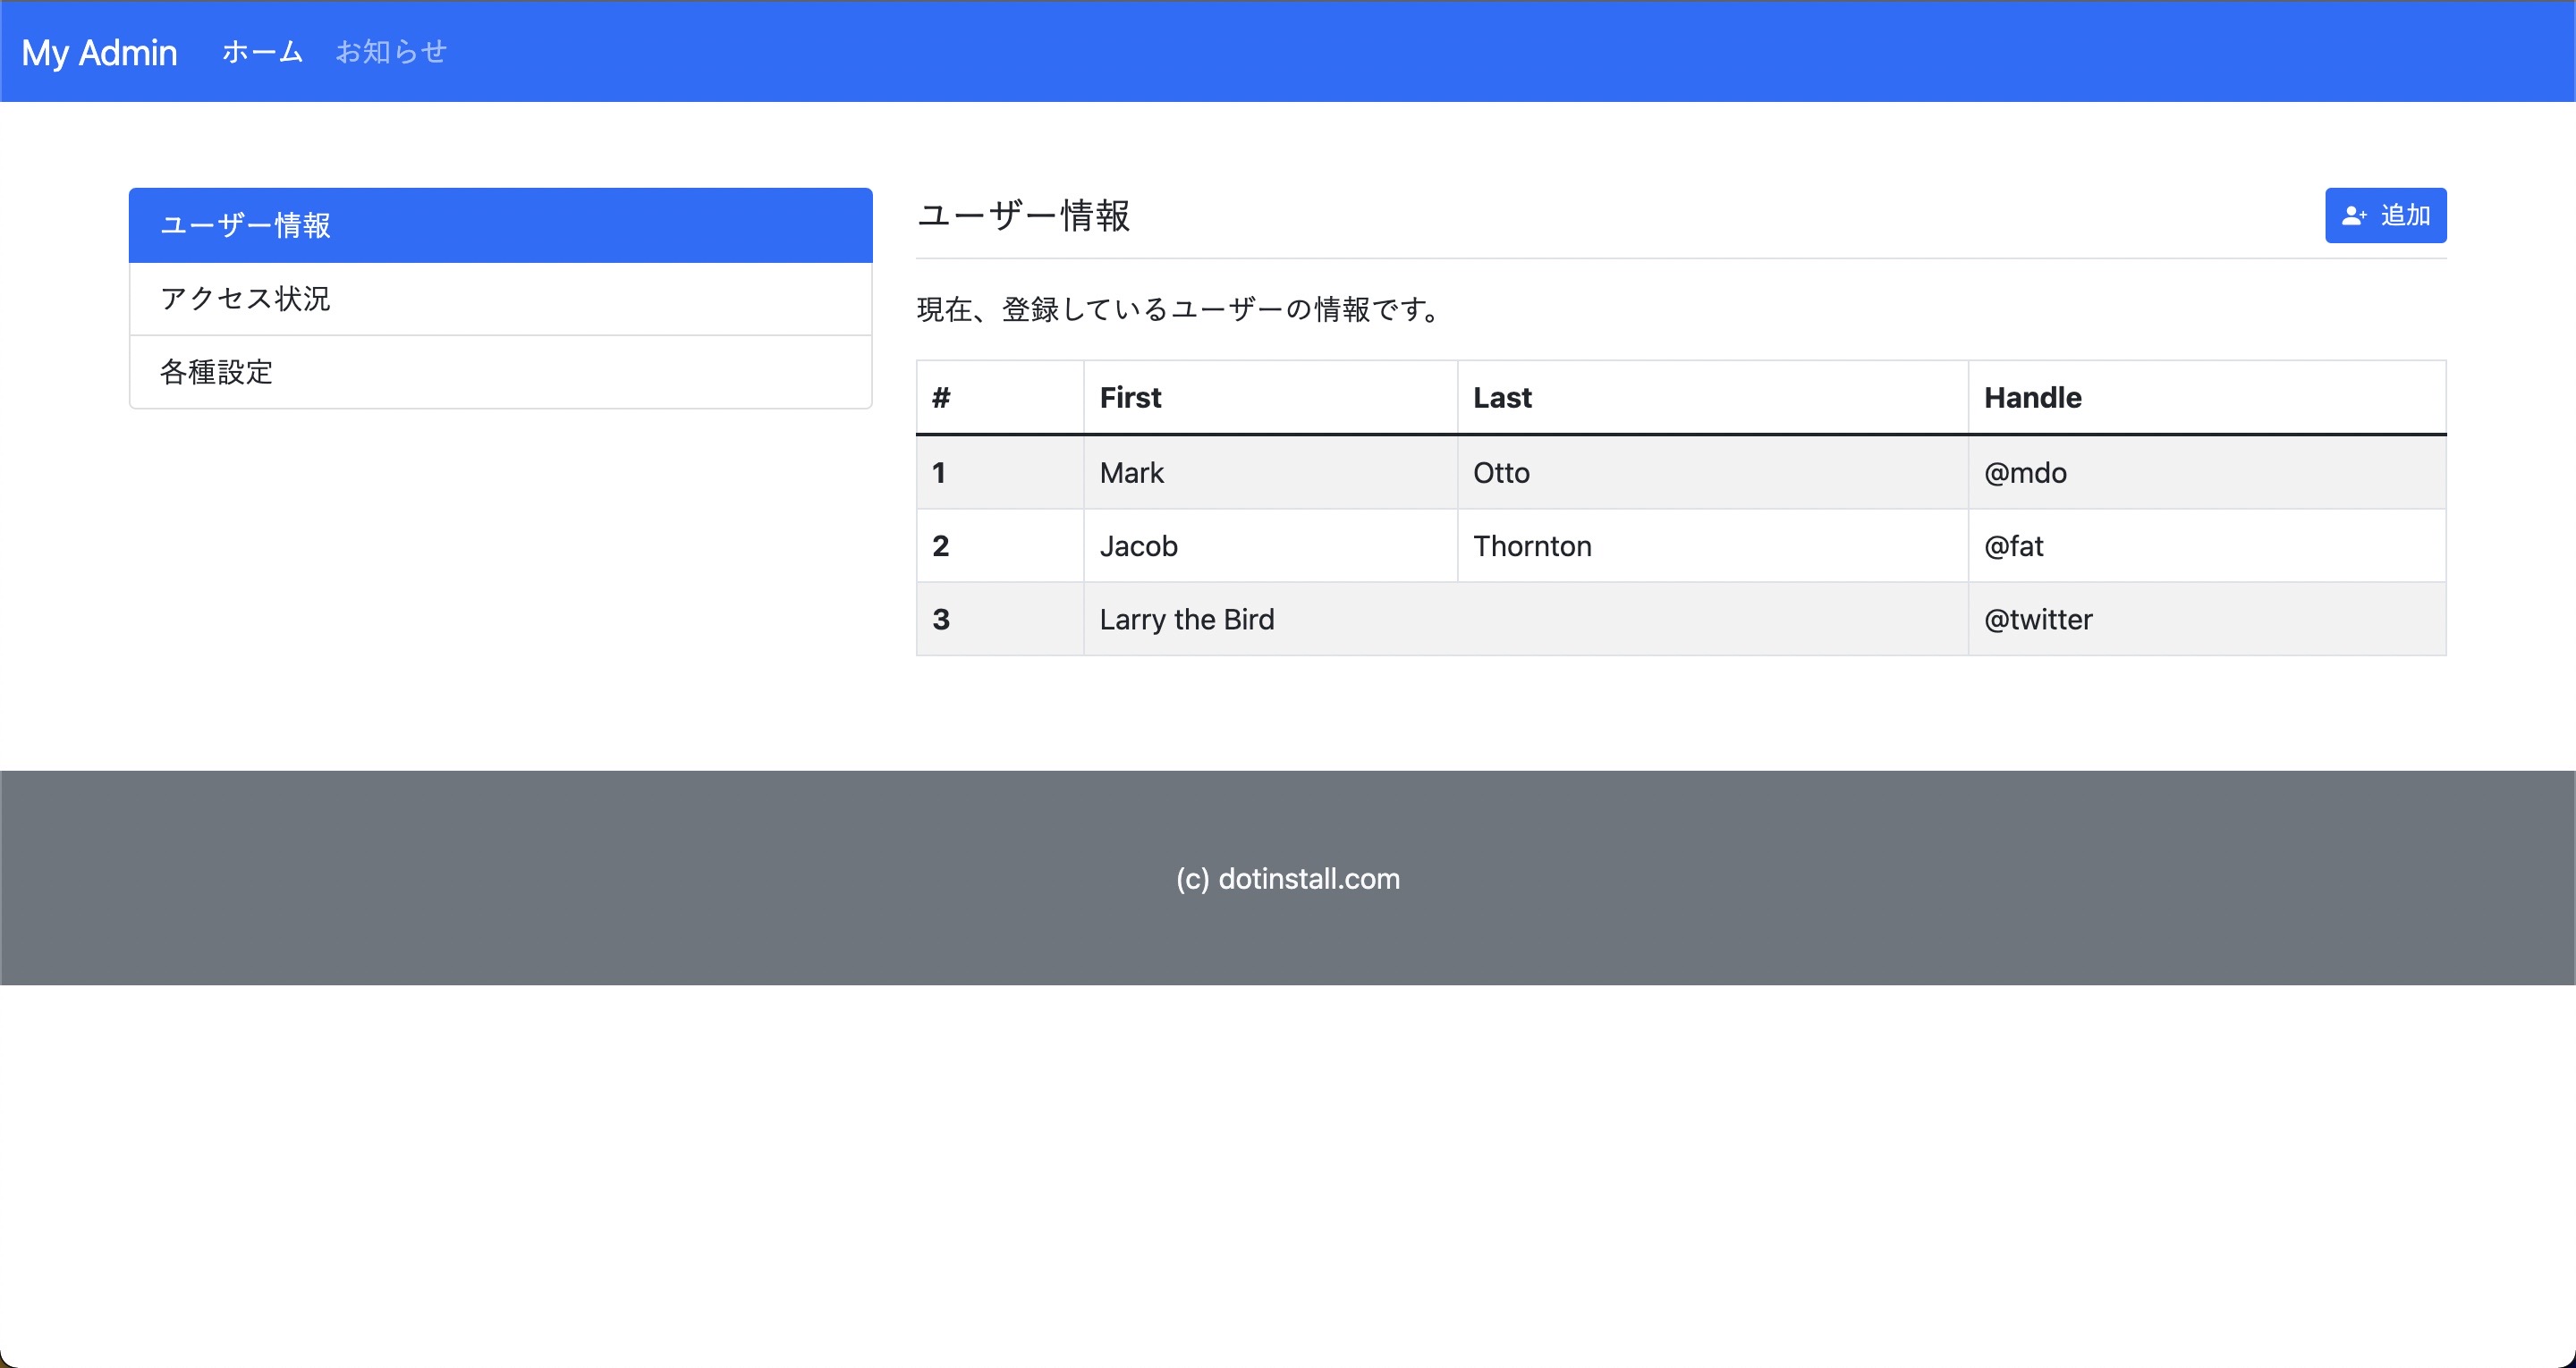 My Admin ホーム お知らせ
ユーザー情報
アクセス状況
各種設定
ユーザー情報
追加
現在、登録しているユーザーの情報です。
# First Last Handle
1 Mark Otto @mdo
2 Jacob Thornton @fat
3 Larry the Bird @twitter
(c) dotinstall.com